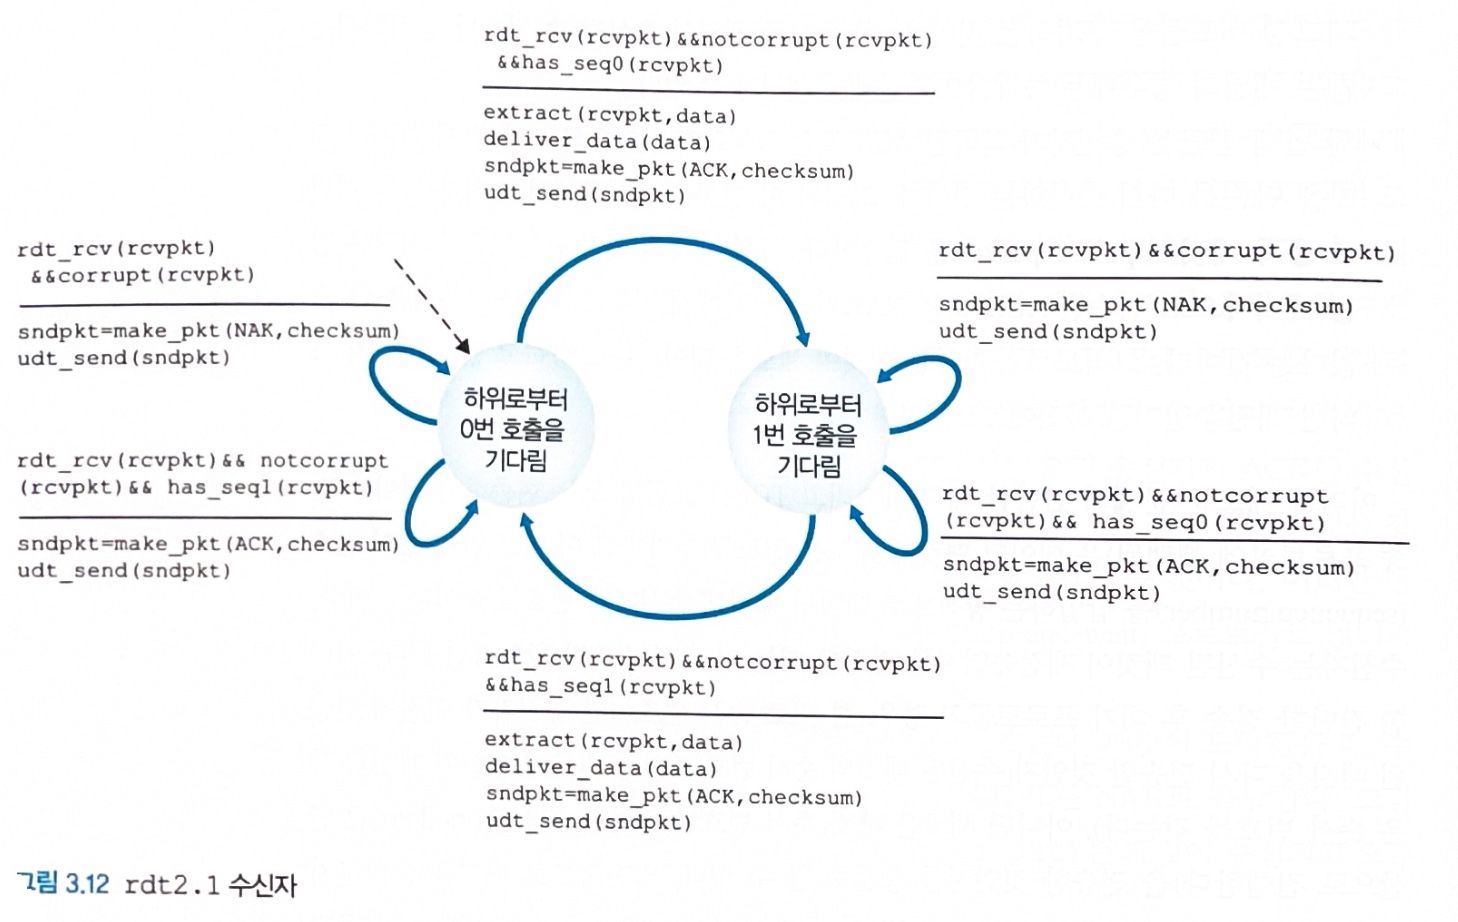 rdt_rcv(rcvpkt)&&notcorrupt(rcvpkt)
&&has_seq0(rcvpkt)
extract(rcvpkt,data)
deliver_data(data)
sndpkt=make_pkt(ACK,checksum)
udt_send(sndpkt)
rdt_rcv(rcvpkt)
&&corrupt(rcvpkt)
sndpkt=make_pkt(NAK,checksum)
udt_send(sndpkt)
rdt_rcv(rcvpkt)&&corrupt(rcvpkt)
sndpkt=make_pkt(NAK,checksum)
udt_send(sndpkt)
하위로부터
0번 호출을
기다림
하위로부터
1번 호출을
기다림
rdt_rcv(rcvpkt)&& notcorrupt
(rcvpkt)&& has_seq1(rcvpkt)
sndpkt=make_pkt(ACK,checksum)
udt_send(sndpkt)
rdt_rcv(rcvpkt)&&notcorrupt
(rcvpkt)&& has_seq0(rcvpkt)
sndpkt=make_pkt(ACK,checksum)
udt_send(sndpkt)
rdt_rcv(rcvpkt)&&notcorrupt(rcvpkt)
&&has_seq1(rcvpkt)
extract(rcvpkt,data)
deliver_data(data)
sndpkt=make_pkt(ACK,checksum)
udt_send(sndpkt)
그림 3.12 rdt2.1 수신자